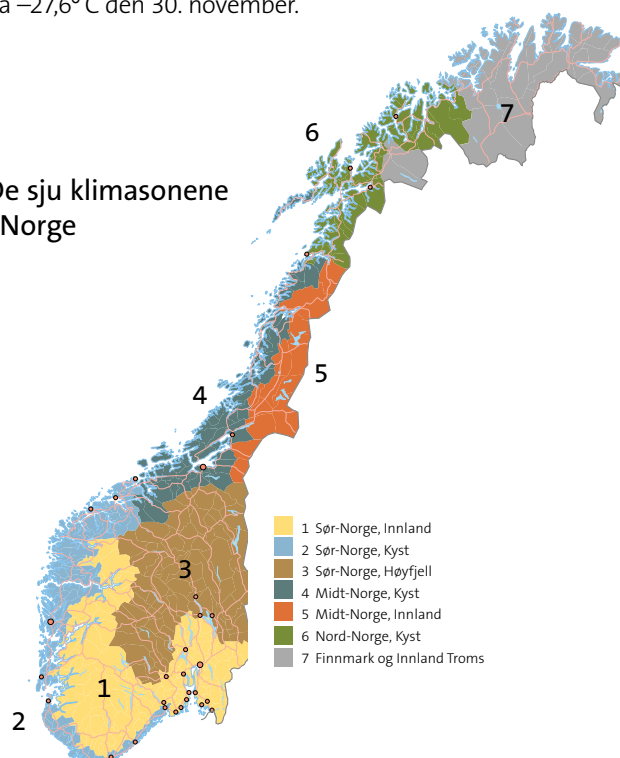 −27,6° C den 30. november.
De sju klimasonene
Norge
7
6
5
4
3
1
2
1 Sør-Norge, Innland
2 Sør-Norge, Kyst
3 Sør-Norge, Høyfjell
4 Midt-Norge, Kyst
5 Midt-Norge, Innland
6 Nord-Norge, Kyst
7 Finnmark og Innland Troms